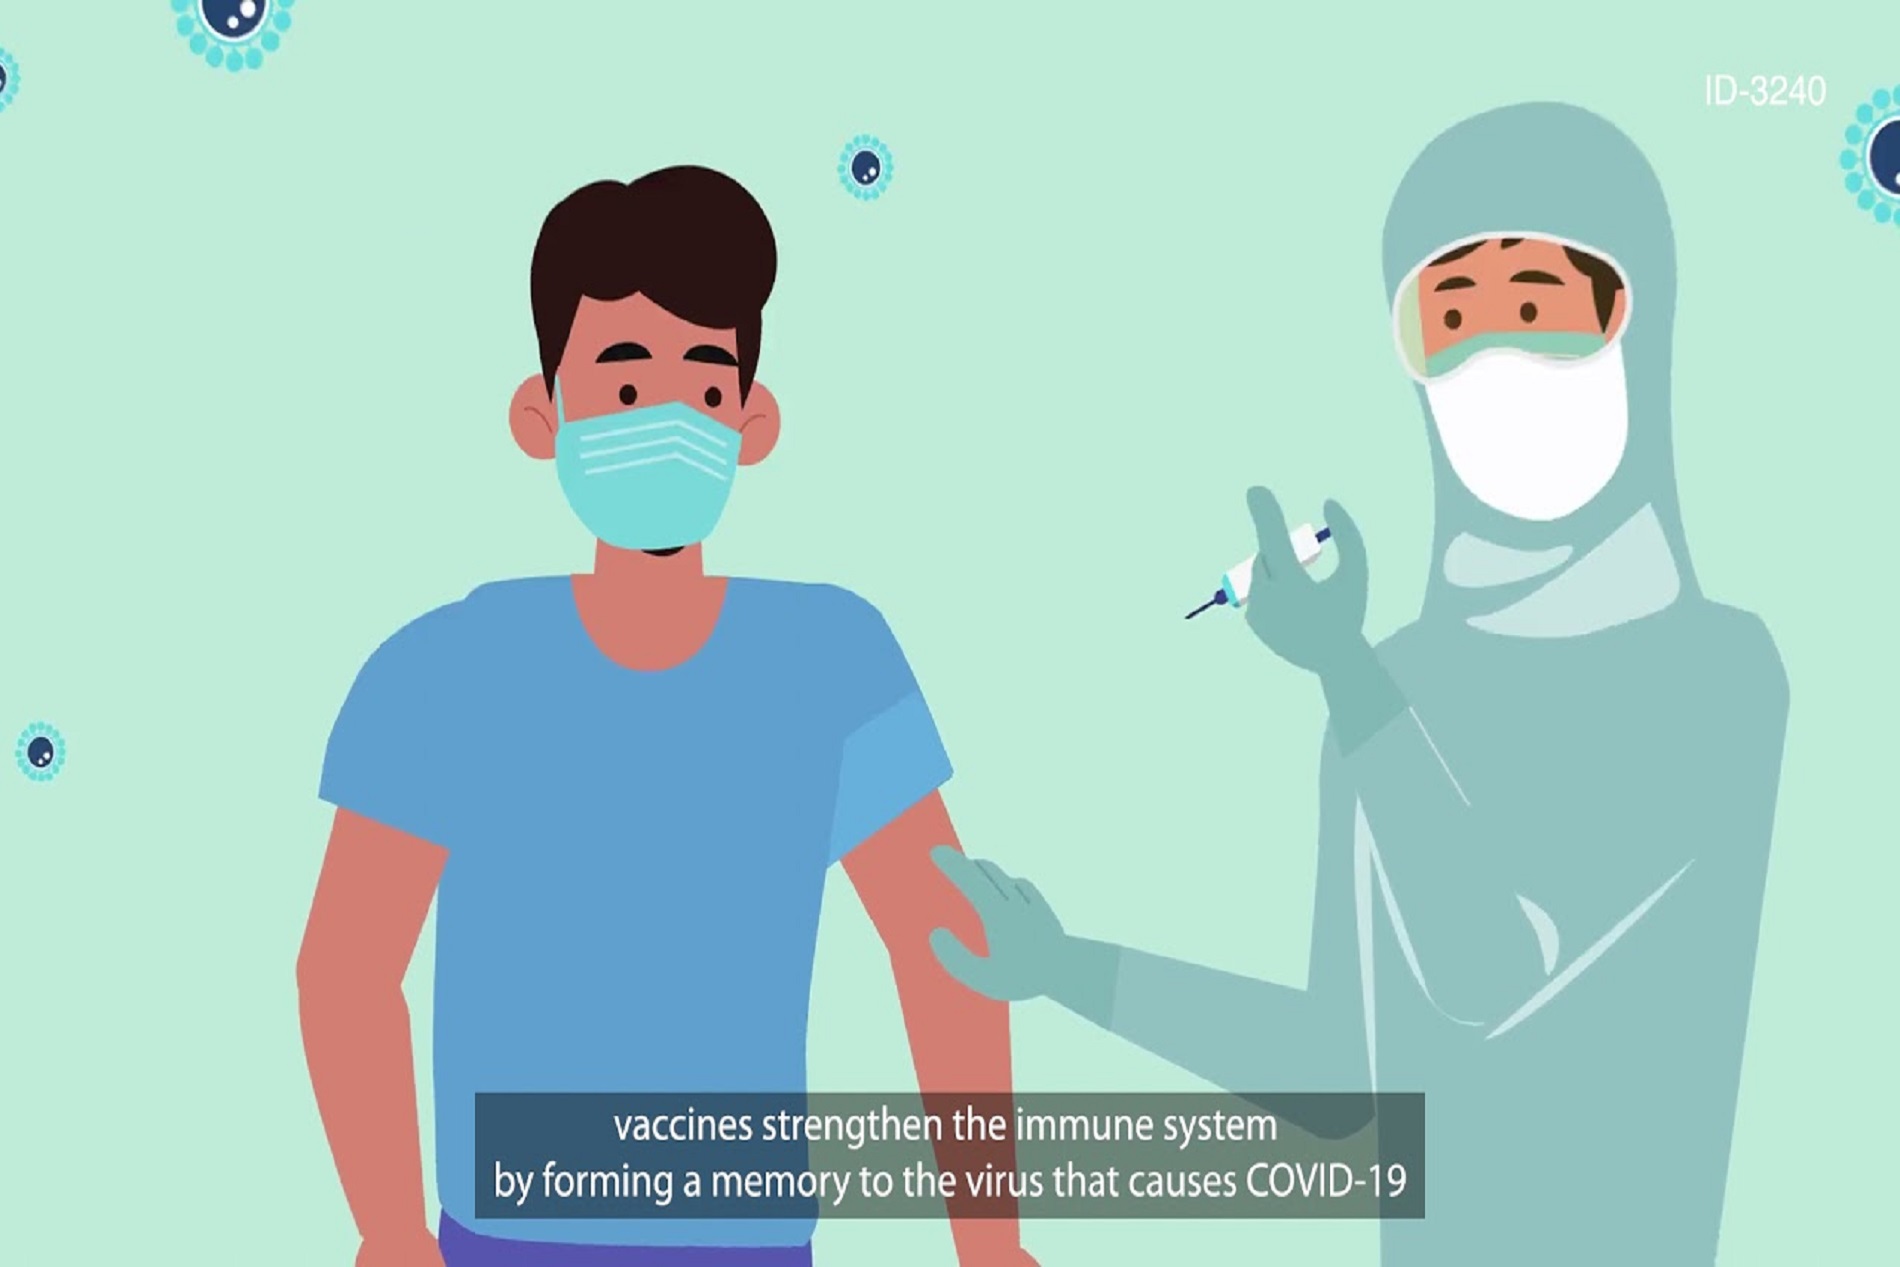 ID-3240
vaccines strengthen the immune system
by forming a memory to the virus that causes COVID-19